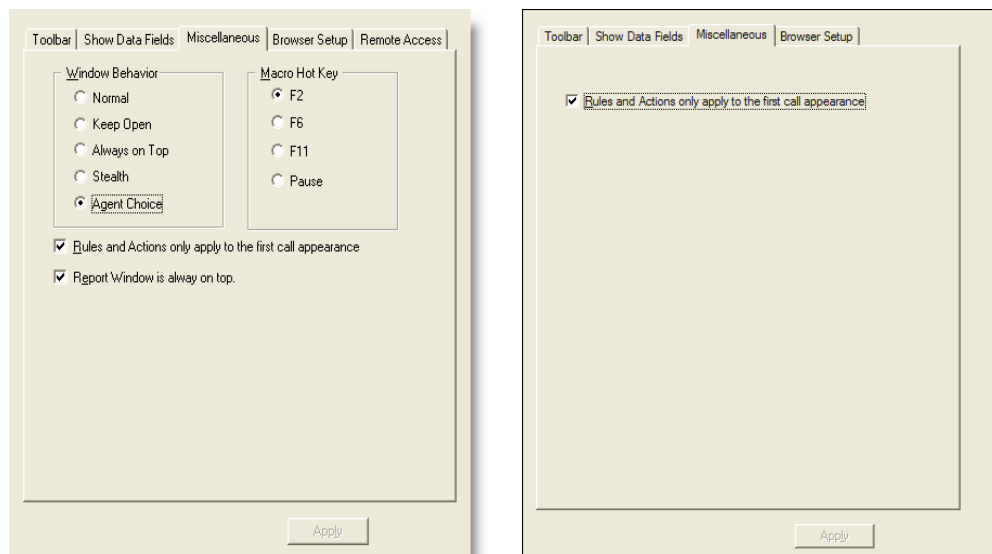 Toolbar Show Data Fields Miscellaneous Browser Setup Remote Access
Window Behavior
Normal
Keep Open
Always on Top
Stealth
Agent Choice
Macro Hot Key
F2
F6
F11
Pause
Rules and Actions only apply to the first call appearance
Report Window is alway on top.
Apply
Toolbar Show Data Fields Miscellaneous Browser Setup
Rules and Actions only apply to the first call appearance
Apply